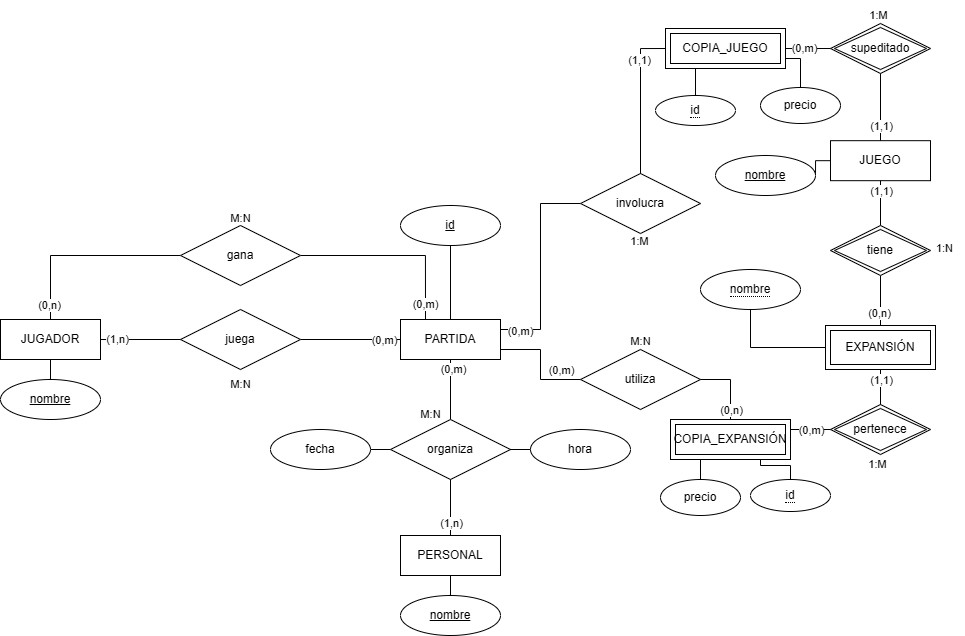 1:M
COPIA_JUEGO
(0,m)
supeditado
(1,1)
id
precio
(1,1)
JUEGO
nombre
(1,1)
involucra
1:M
M:N
id
gana
tiene
1:N
nombre
(0,n)
(0,m)
(0,n)
JUGADOR
(1,n)
juega
(0,m)
PARTIDA
(0,m)
EXPANSIÓN
M:N
(0,m)
(0,m)
M:N
utiliza
(1,1)
nombre
M:N
(0,n)
fecha
organiza
hora
COPIA_EXPANSIÓN
(0,m)
pertenece
1:M
precio
id
(1,n)
PERSONAL
nombre